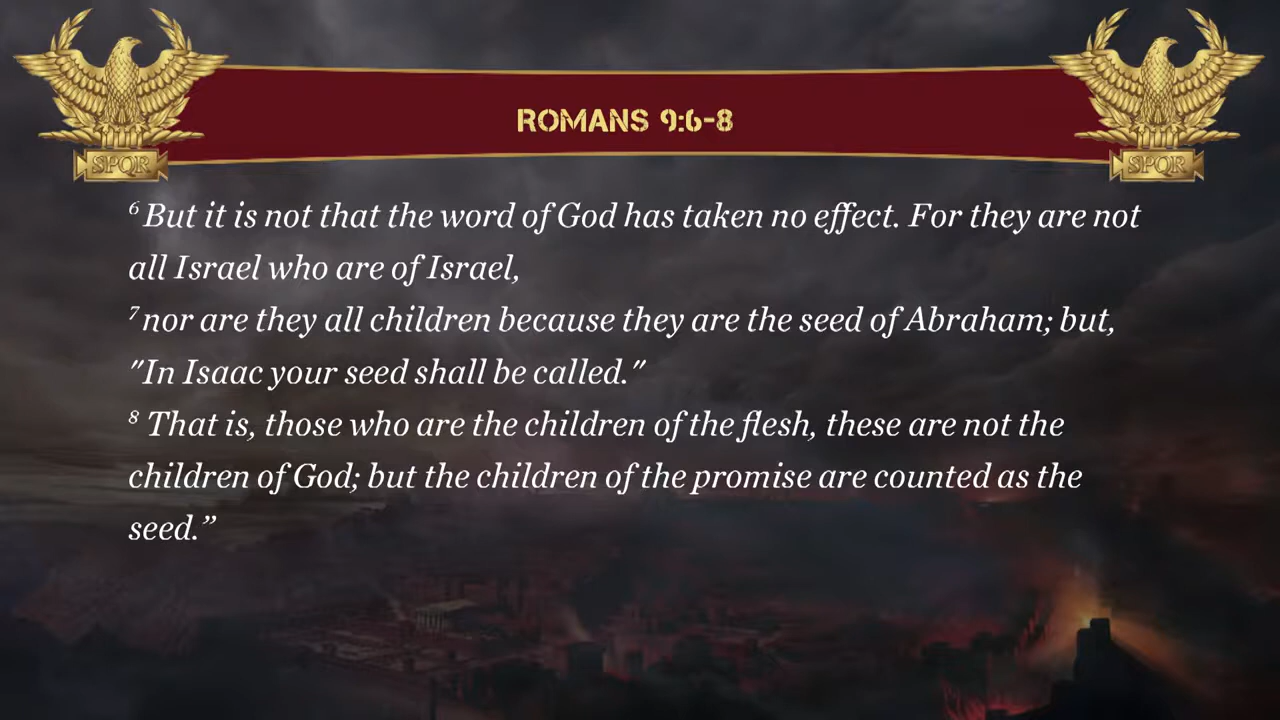 SPQR
SPQR
ROMANS 9:6-8
⁶ But it is not that the word of God has taken no effect. For they are not
all Israel who are of Israel,
⁷ nor are they all children because they are the seed of Abraham; but,
"In Isaac your seed shall be called."
⁸ That is, those who are the children of the flesh, these are not the
children of God; but the children of the promise are counted as the
seed.”